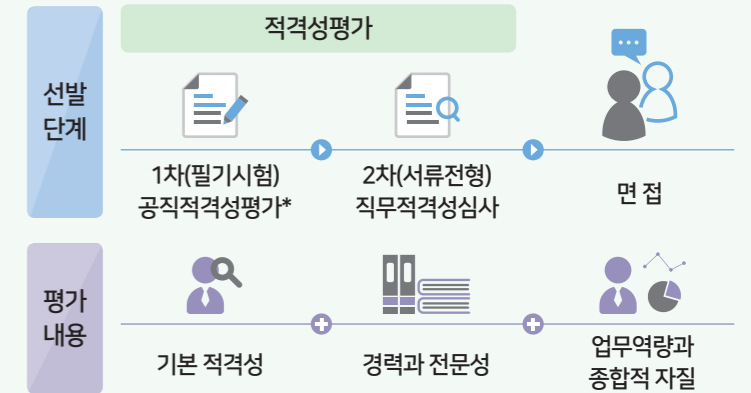 적격성평가
선발
단계
1차(필기시험)
공직적격성평가*
2차(서류전형)
직무적격성심사
면 접
평가
내용
기본 적격성
경력과 전문성
업무역량과
종합적 자질